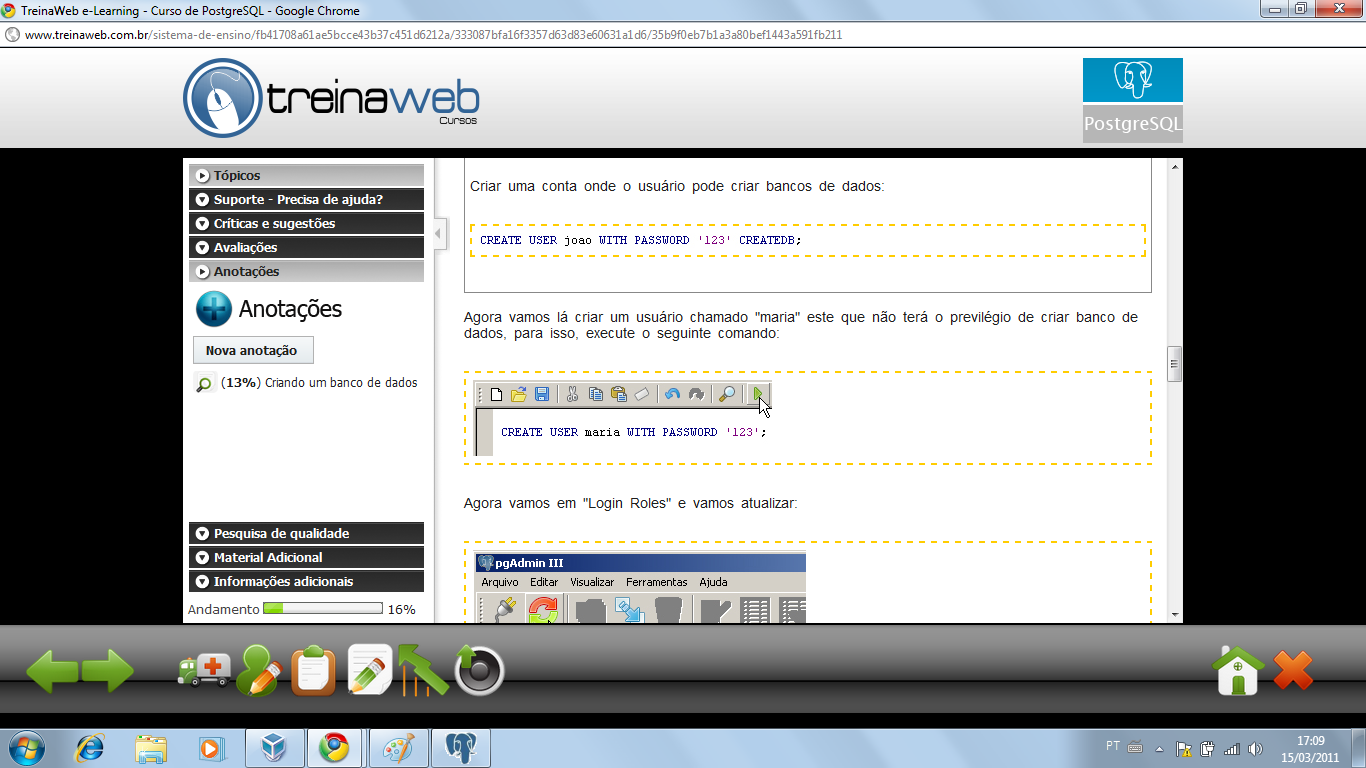 TreinaWeb e-Learning - Curso de PostgreSQL - Google Chrome
www.treinaweb.com.br/sistema-de-ensino/fb41708a61ae5bcce43b37c451d6212a/333087bfa16f3357d63d83e60631a1d6/35b9f0eb7b1a3a80bef1443a591fb211
treinaweb
Cursos
PostgreSQL
Tópicos
Suporte - Precisa de ajuda?
Críticas e sugestões
Avaliações
Anotações
Anotações
Nova anotação
(13%) Criando um banco de dados
Pesquisa de qualidade
Material Adicional
Informações adicionais
Andamento 16%
Criar uma conta onde o usuário pode criar bancos de dados:
CREATE USER joao WITH PASSWORD '123' CREATEDB;
Agora vamos lá criar um usuário chamado "maria" este que não terá o previlégio de criar banco de
dados, para isso, execute o seguinte comando:
CREATE USER maria WITH PASSWORD '123';
Agora vamos em "Login Roles" e vamos atualizar:
pgAdmin III
Arquivo Editar Visualizar Ferramentas Ajuda
PT
17:09
15/03/2011